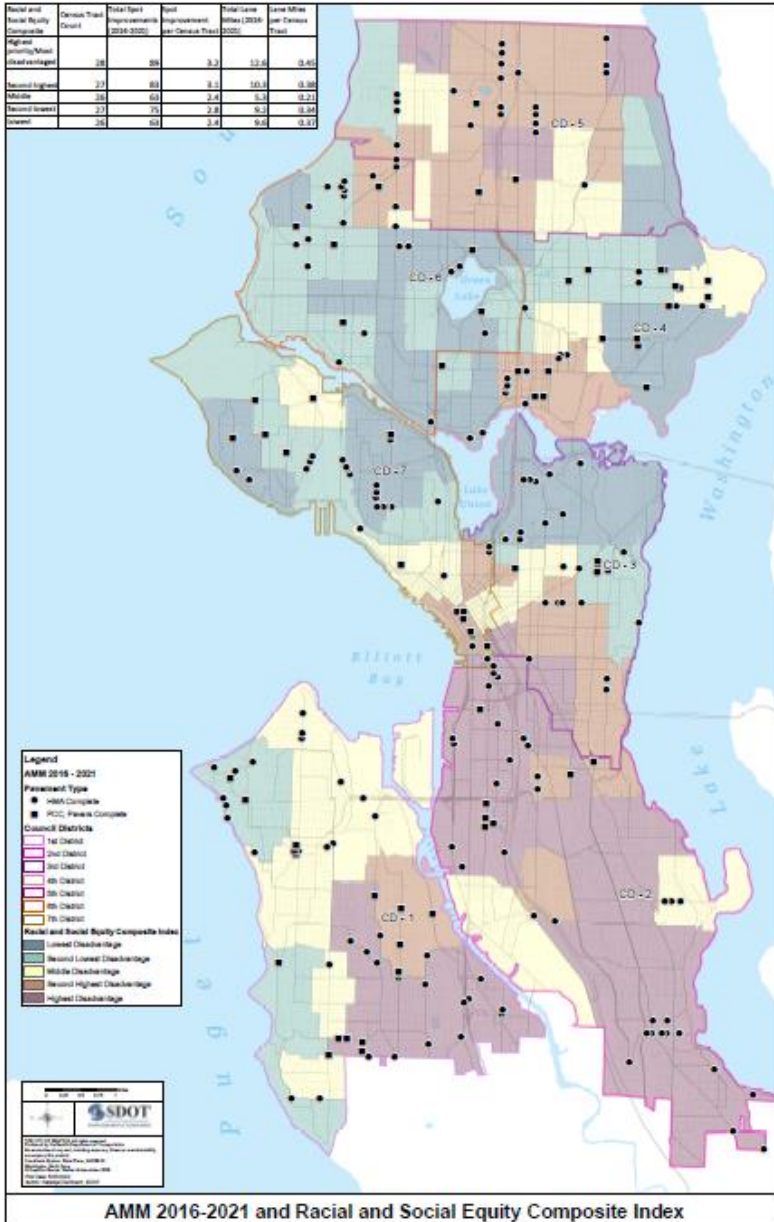 Racial and Social Equity Composite | Census Tract Count | Total Spot Improvements (2016-2021) | Spot Improvement per Census Tract | Total Lane Miles (2016-2021) | Lane Miles per Census Tract
Highest priority/Most disadvantaged | 28 | 89 | 3.2 | 12.6 | 0.45
Second highest | 27 | 83 | 3.1 | 10.3 | 0.38
Middle | 26 | 63 | 2.4 | 5.3 | 0.21
Second lowest | 27 | 75 | 2.8 | 9.2 | 0.34
Lowest | 26 | 63 | 2.4 | 9.6 | 0.37
S o u
CD - 5
CD - 6
Green
Lake
CD - 4
Washington
CD - 7
Lake
Union
CD - 3
Elliott
Bay
Lake
CD - 2
CD - 1
Puget
Legend
AMM 2016 - 2021
Pavement Type
HMA Complete
PCC, Pavers Complete
Council Districts
1st District
2nd District
3rd District
4th District
5th District
6th District
7th District
Racial and Social Equity Composite Index
Lowest Disadvantage
Second Lowest Disadvantage
Middle Disadvantage
Second Highest Disadvantage
Highest Disadvantage
SDOT
AMM 2016-2021 and Racial and Social Equity Composite Index